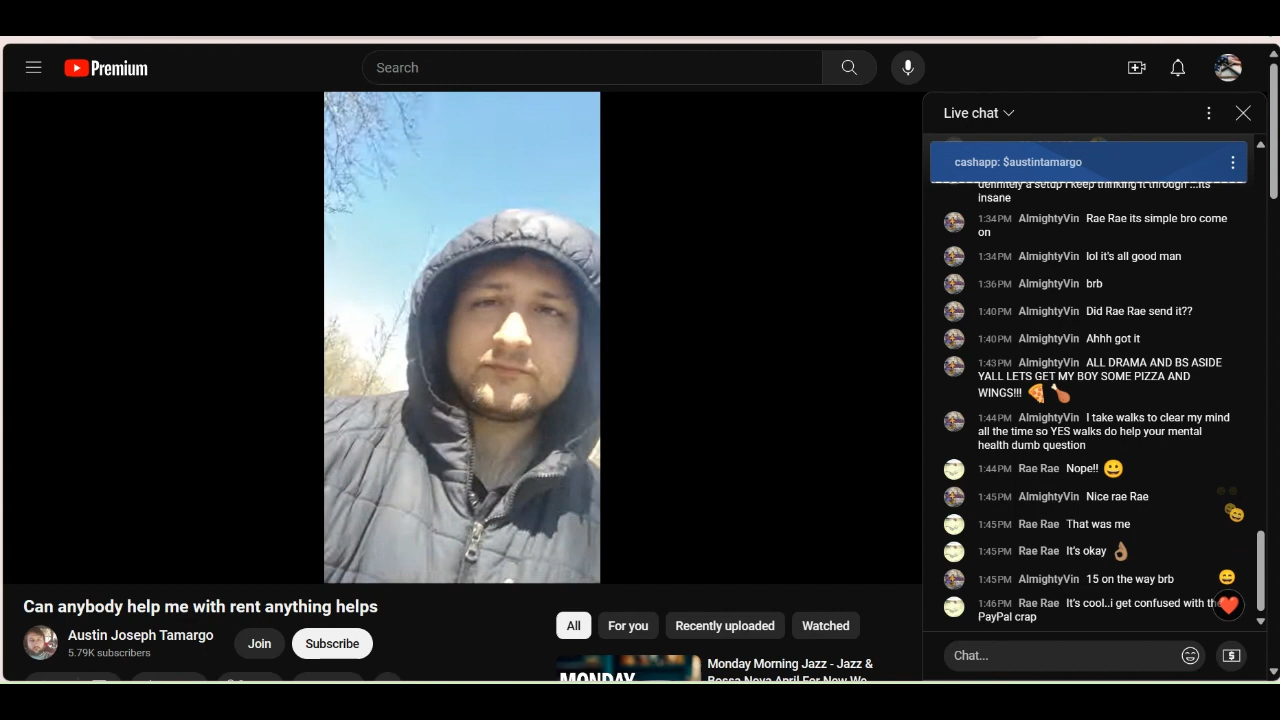 Premium
Search
Live chat
cashapp: $austintamargo
definitely a setup I keep thinking it through ...its
insane
1:34 PM AlmightyVin Rae Rae its simple bro come
on
1:34 PM AlmightyVin lol it's all good man
1:36 PM AlmightyVin brb
1:40 PM AlmightyVin Did Rae Rae send it??
1:40 PM AlmightyVin Ahhh got it
1:43 PM AlmightyVin ALL DRAMA AND BS ASIDE
YALL LETS GET MY BOY SOME PIZZA AND
WINGS!!! 🍕🍗
1:44 PM AlmightyVin I take walks to clear my mind
all the time so YES walks do help your mental
health dumb question
1:44 PM Rae Rae Nope!! 😀
1:45 PM AlmightyVin Nice rae Rae
1:45 PM Rae Rae That was me
1:45 PM Rae Rae It's okay 👌🏾
1:45 PM AlmightyVin 15 on the way brb
1:46 PM Rae Rae It's cool..i get confused with the
PayPal crap
Chat...
Can anybody help me with rent anything helps
Austin Joseph Tamargo
5.79K subscribers
Join
Subscribe
All
For you
Recently uploaded
Watched
MONDAY
Monday Morning Jazz - Jazz &
Bossa Nova April For New We